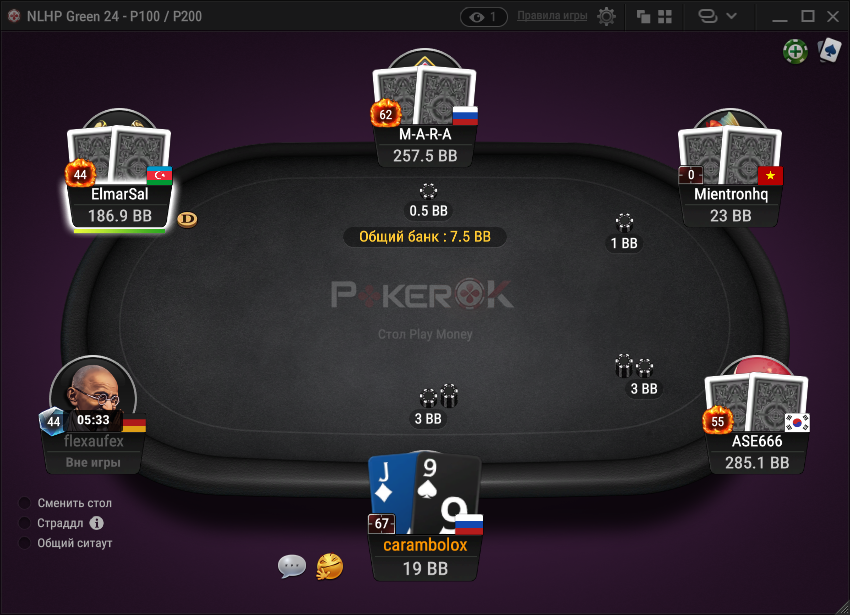 NLHP Green 24 - P100 / P200
1
Правила игры
62
M-A-R-A
257.5 BB
44
ElmarSal
186.9 BB
D
0
Mientronhq
23 BB
0.5 BB
Общий банк : 7.5 BB
1 BB
POKEROK
Стол Play Money
3 BB
3 BB
44
05:33
flexaufex
Вне игры
55
ASE666
285.1 BB
J
9
9
67
carambolox
19 BB
Сменить стол
Страддл i
Общий ситаут